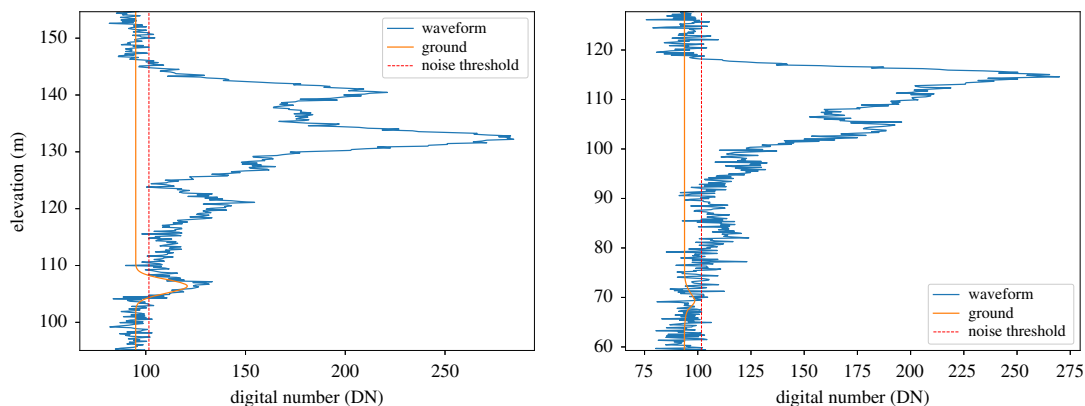 150
140
130
120
110
100
elevation (m)
100
150
200
250
digital number (DN)
waveform
ground
noise threshold
120
110
100
90
80
70
60
75
100
125
150
175
200
225
250
275
digital number (DN)
waveform
ground
noise threshold